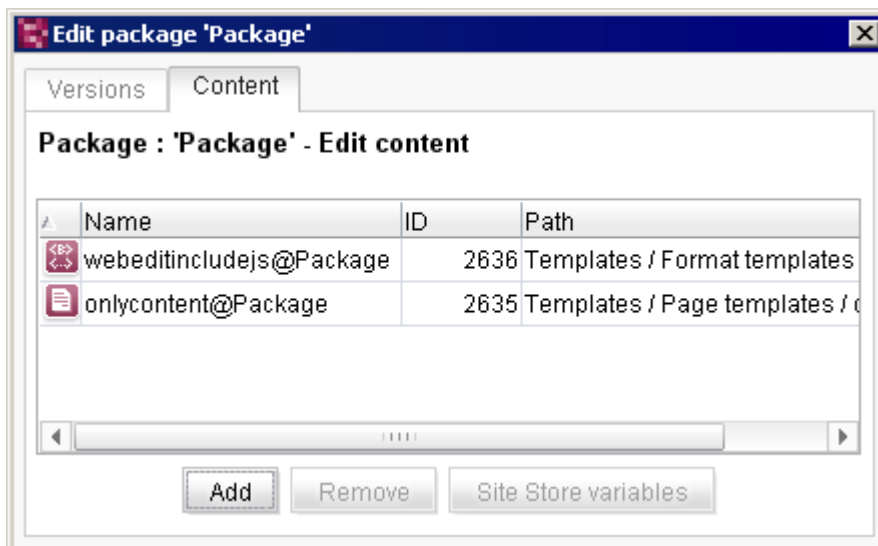 Edit package 'Package'
Versions Content
Package : 'Package' - Edit content
Name ID Path
webeditincludejs@Package 2636 Templates / Format templates
onlycontent@Package 2635 Templates / Page templates /
Add Remove Site Store variables